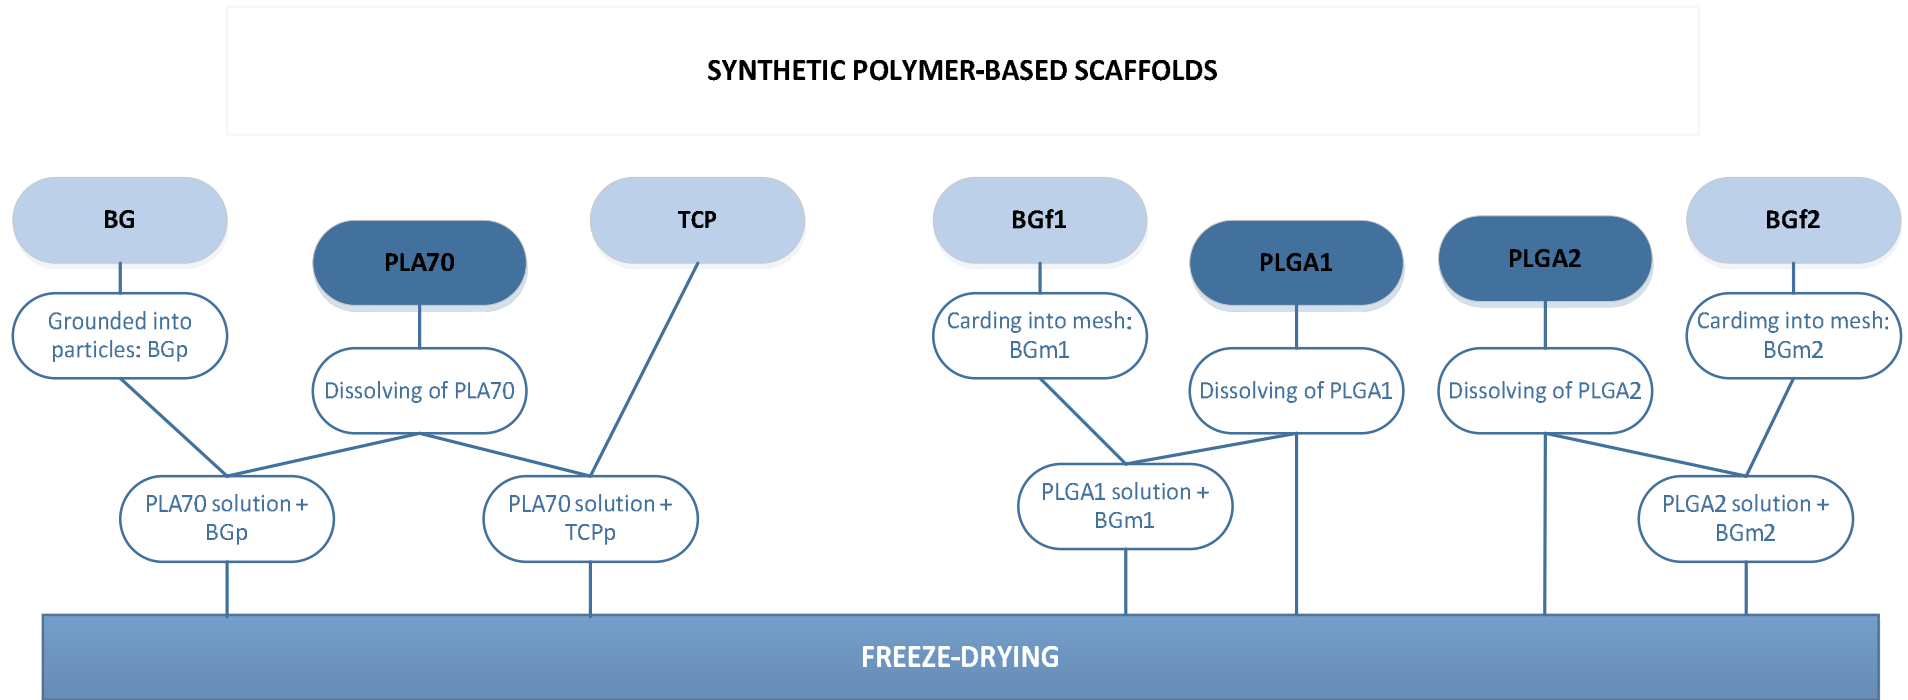 SYNTHETIC POLYMER-BASED SCAFFOLDS
BG
PLA70
TCP
BGf1
PLGA1
PLGA2
BGf2
Grounded into
particles: BGp
Dissolving of PLA70
Carding into mesh:
BGm1
Dissolving of PLGA1
Dissolving of PLGA2
Cardimg into mesh:
BGm2
PLA70 solution +
BGp
PLA70 solution +
TCPp
PLGA1 solution +
BGm1
PLGA2 solution +
BGm2
FREEZE-DRYING